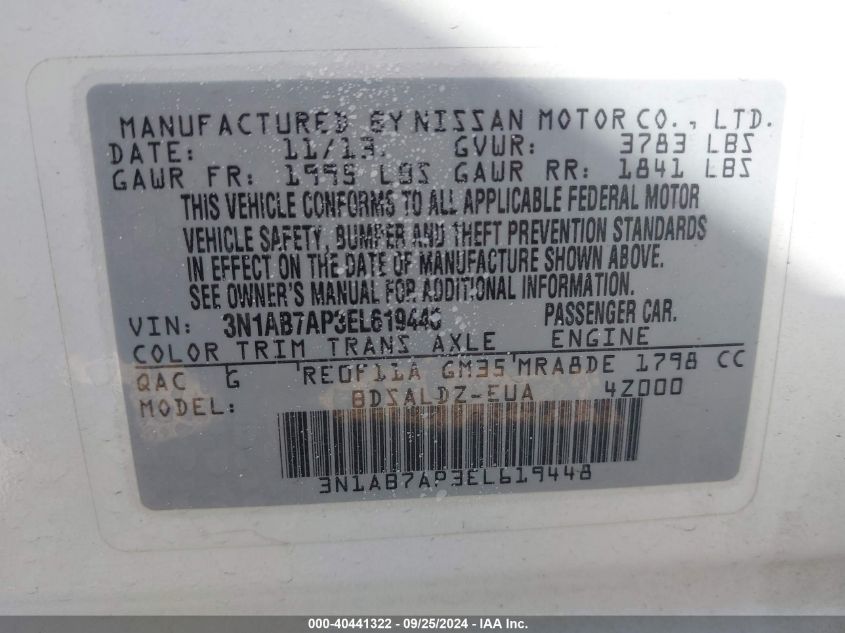 MANUFACTURED BY NISSAN MOTOR CO., LTD.
DATE: 11/13. GVWR: 3783 LBS
GAWR FR: 1995 LBS GAWR RR: 1841 LBS
THIS VEHICLE CONFORMS TO ALL APPLICABLE FEDERAL MOTOR
VEHICLE SAFETY, BUMPER AND THEFT PREVENTION STANDARDS
IN EFFECT ON THE DATE OF MANUFACTURE SHOWN ABOVE.
SEE OWNER'S MANUAL FOR ADDITIONAL INFORMATION.
VIN: 3N1AB7AP3EL619448 PASSENGER CAR.
COLOR TRIM TRANS AXLE ENGINE
QAC G RE0F11A GM35 MRA8DE 1798 CC
MODEL: BDSALDZ-EUA 4Z000
3N1AB7AP3EL619448
000-40441322 - 09/25/2024 - IAA Inc.